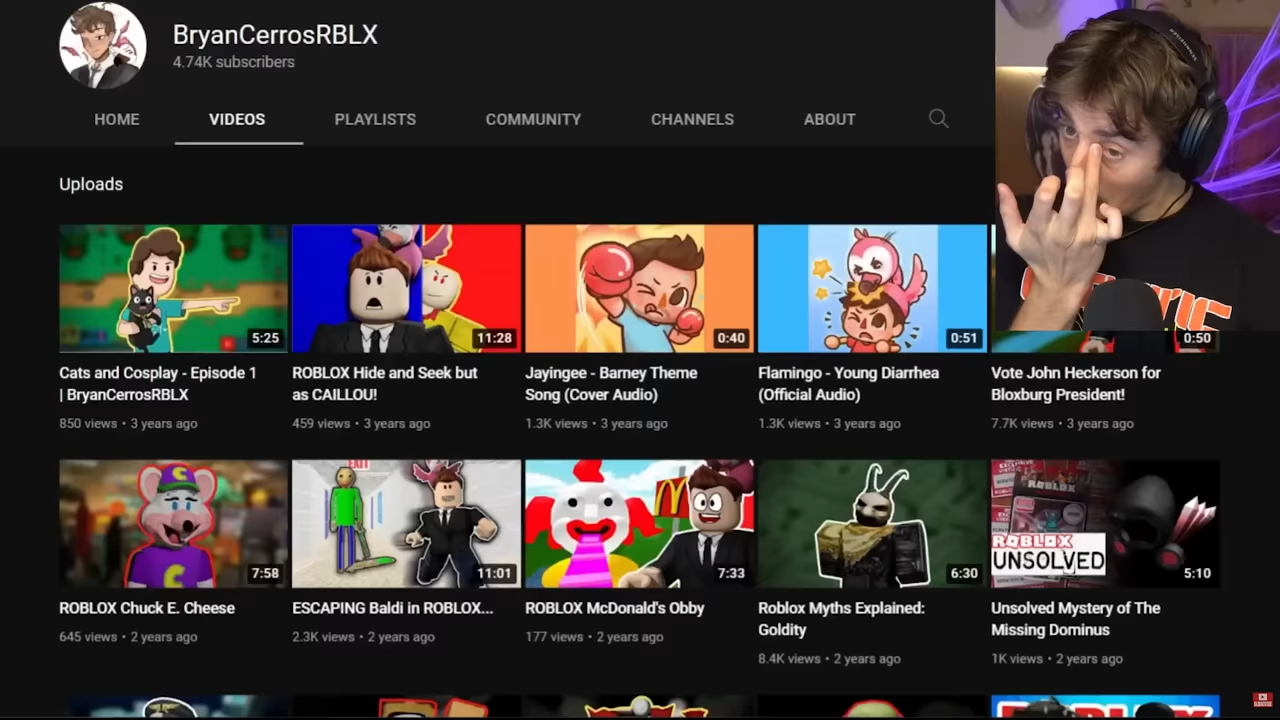 BryanCerrosRBLX
4.74K subscribers
HOME VIDEOS PLAYLISTS COMMUNITY CHANNELS ABOUT
Uploads
5:25 11:28 0:40 0:51 0:50
Cats and Cosplay - Episode 1 | BryanCerrosRBLX
850 views • 3 years ago
ROBLOX Hide and Seek but as CAILLOU!
459 views • 3 years ago
Jayingee - Barney Theme Song (Cover Audio)
1.3K views • 3 years ago
Flamingo - Young Diarrhea (Official Audio)
1.3K views • 3 years ago
Vote John Heckerson for Bloxburg President!
7.7K views • 3 years ago
C
C
7:58
EXIT
11:01
7:33
6:30
ROBLOX
ROBLOX
UNSOLVED
5:10
ROBLOX Chuck E. Cheese
645 views • 2 years ago
ESCAPING Baldi in ROBLOX...
2.3K views • 2 years ago
ROBLOX McDonald's Obby
177 views • 2 years ago
Roblox Myths Explained: Goldity
8.4K views • 2 years ago
Unsolved Mystery of The Missing Dominus
1K views • 2 years ago
SUBSCRIBE